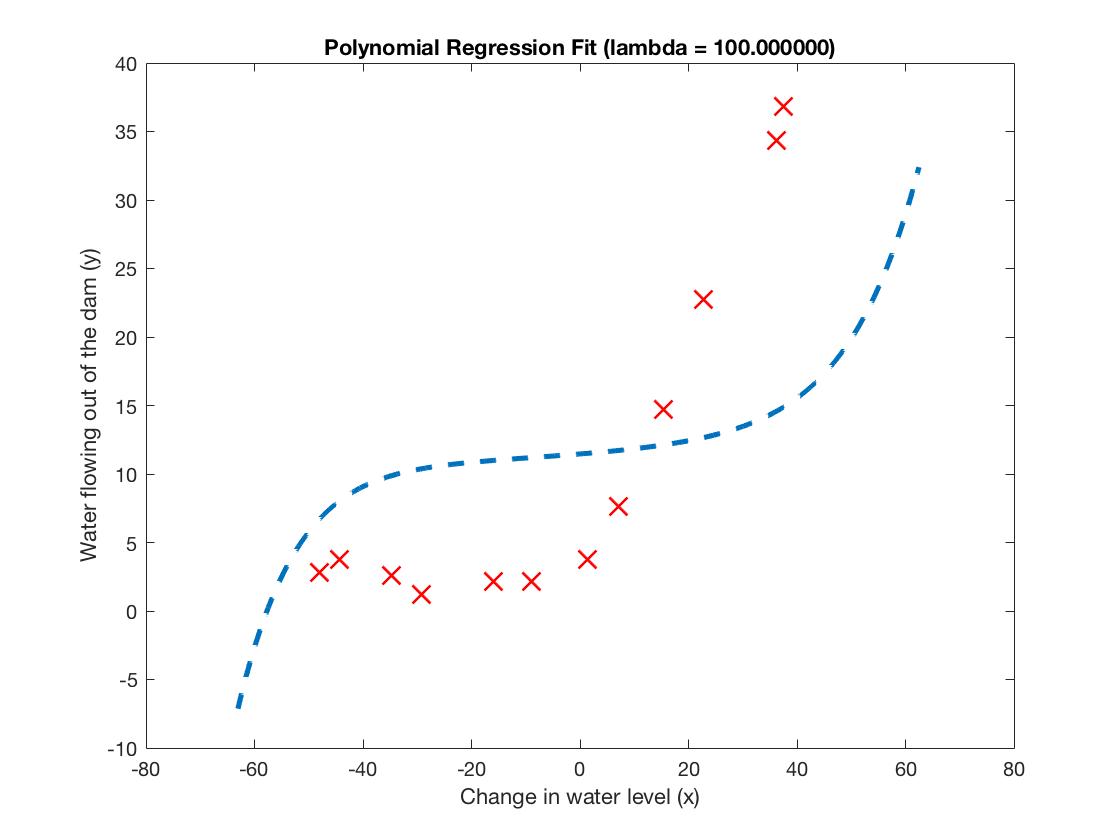 Polynomial Regression Fit (lambda = 100.000000)
40
35
30
25
20
15
10
5
0
-5
-10
Water flowing out of the dam (y)
-80 -60 -40 -20 0 20 40 60 80
Change in water level (x)